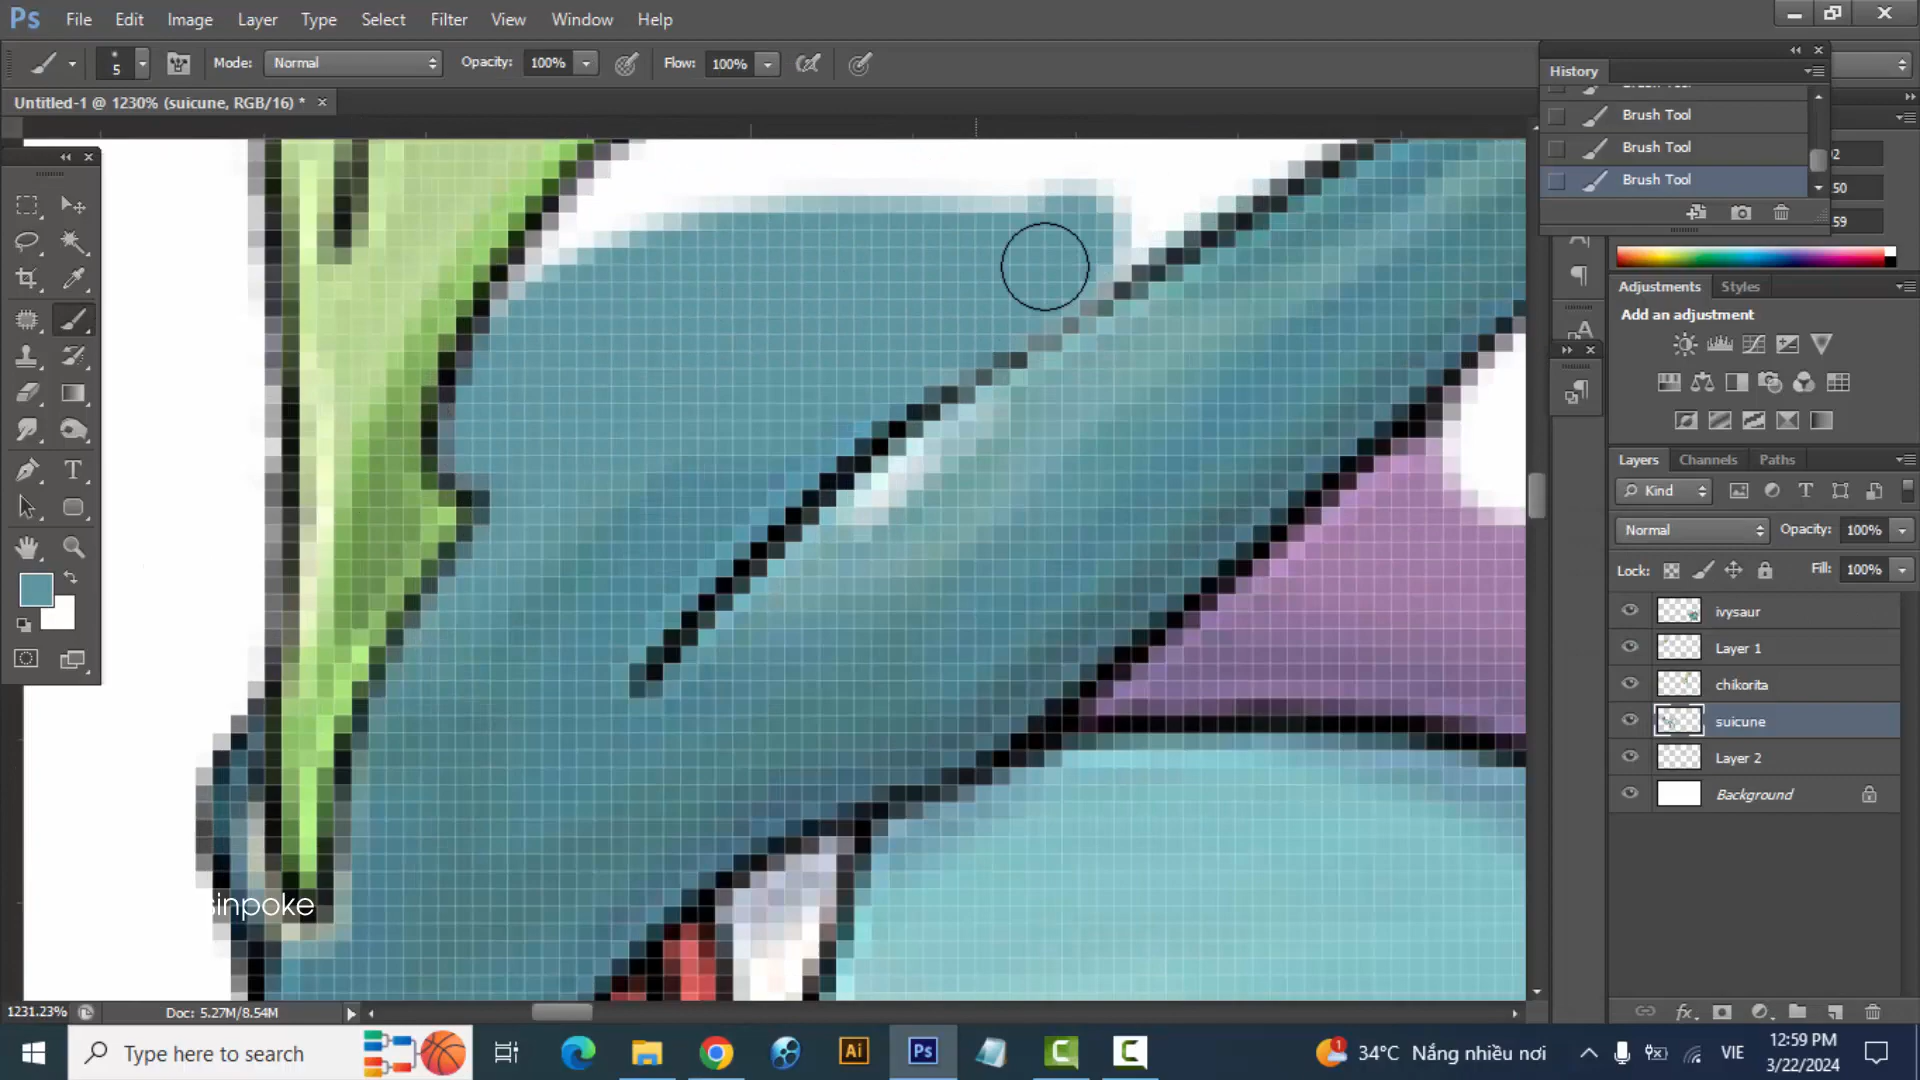 Ps File Edit Image Layer Type Select Filter View Window Help
5 Mode: Normal Opacity: 100% Flow: 100%
Untitled-1 @ 1230% (suicune, RGB/16) *
History
Brush Tool
Brush Tool
Brush Tool
50
59
Adjustments Styles
Add an adjustment
Layers Channels Paths
Kind
Normal Opacity: 100%
Lock: Fill: 100%
ivysaur
Layer 1
chikorita
suicune
Layer 2
Background
sinpoke
1231.23% Doc: 5.27M/8.54M
Type here to search
Ai Ps
1 34°C Nắng nhiều nơi VIE
12:59 PM
3/22/2024